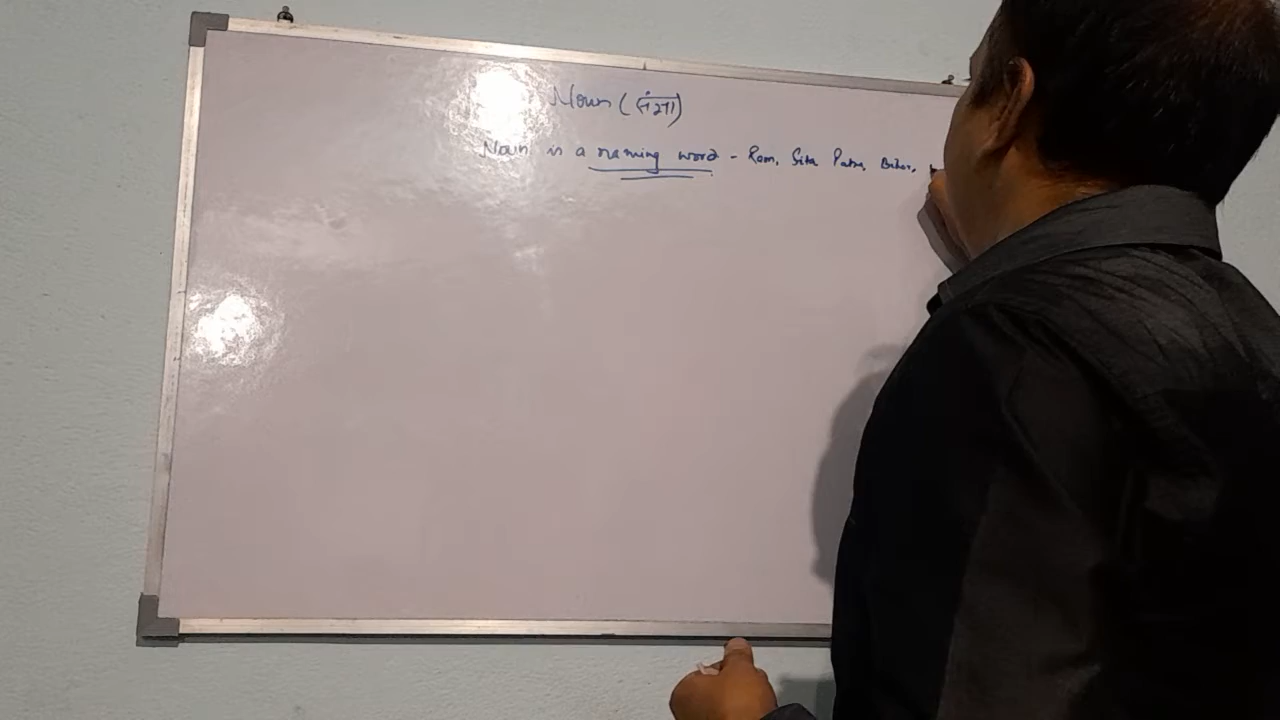 Noun (संज्ञा)
Noun is a naming word - Ram, Sita Patna, Bihar,